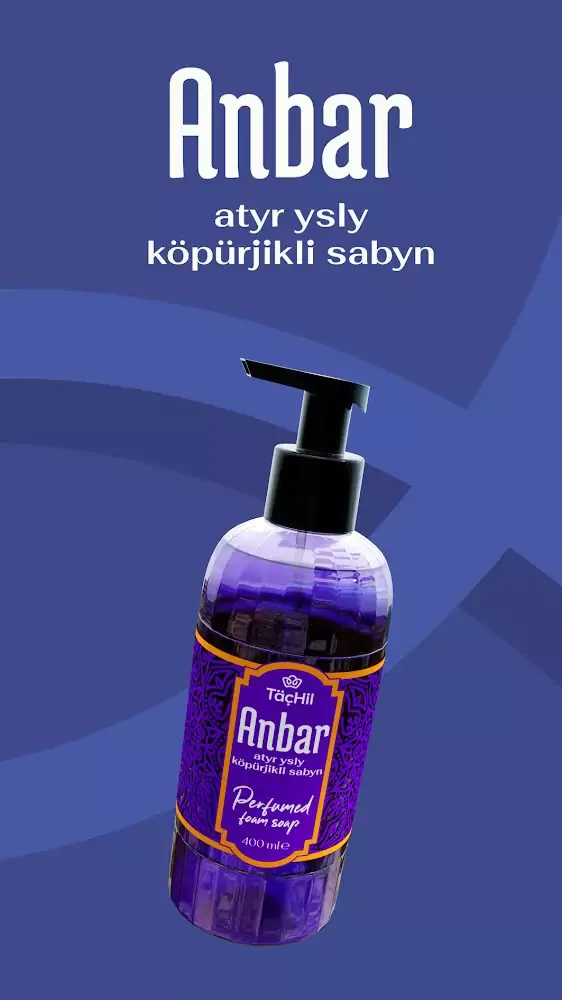 Anbar
atyr ysly
köpürjikli sabyn
TäçHil
Anbar
atyr ysly
köpürjikli sabyn
Perfumed
foam soap
400 ml ℮